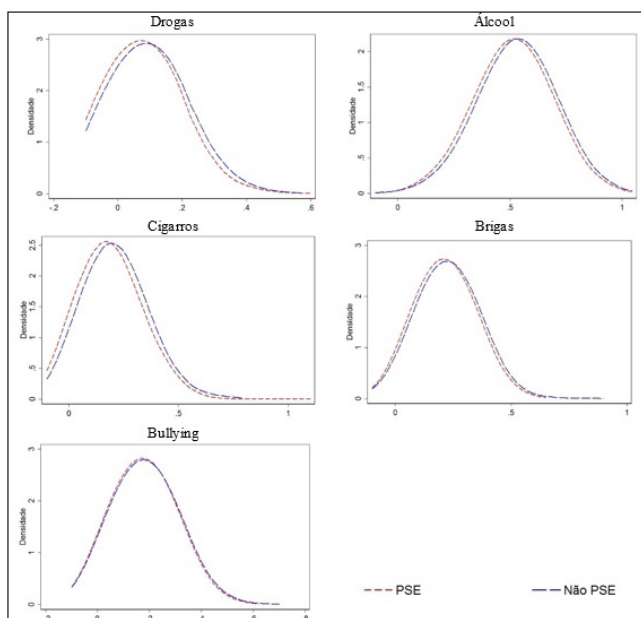 Drogas
Álcool
Densidade
0 1 2 3
-.2 0 .2 .4 .6
Densidade
0 .5 1 1.5 2
0 .5 1
Cigarros
Brigas
Densidade
0 .5 1 1.5 2 2.5
0 .5 1
Densidade
0 1 2 3
0 .5 1
Bullying
Densidade
0 1 2 3
PSE
Não PSE